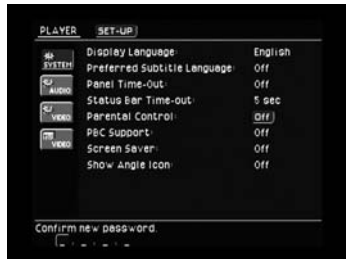 PLAYER SET-UP
SYSTEM
AUDIO
VIDEO
VIDEO
Display Language: English
Preferred Subtitle Language: Off
Panel Time-Out: Off
Status Bar Time-out: 5 sec
Parental Control: Off
PBC Support: Off
Screen Saver: Off
Show Angle Icon: Off
Confirm new password.